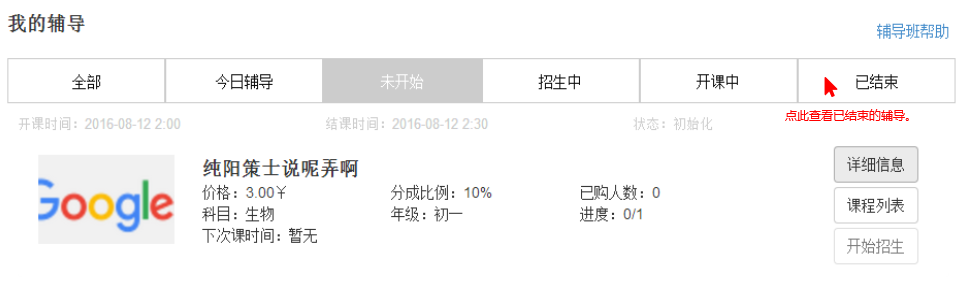 我的辅导
辅导班帮助
全部 今日辅导 未开始 招生中 开课中 已结束
点此查看已结束的辅导。
开课时间：2016-08-12 2:00 结课时间：2016-08-12 2:30 状态：初始化
Google
纯阳策士说呢弄啊
价格：3.00￥ 分成比例：10% 已购人数：0
科目：生物 年级：初一 进度：0/1
下次课时间：暂无
详细信息
课程列表
开始招生